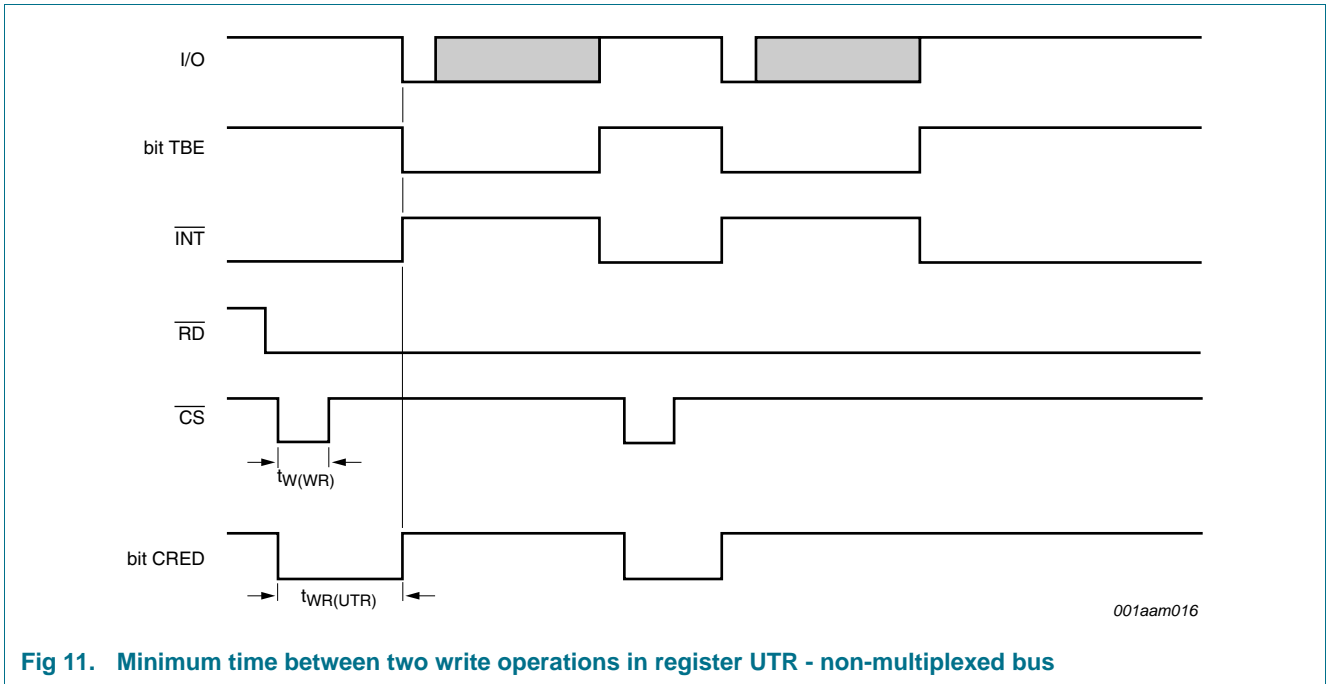 I/O
bit TBE
INT
RD
CS
tW(WR)
bit CRED
tWR(UTR)
001aam016
Fig 11. Minimum time between two write operations in register UTR - non-multiplexed bus